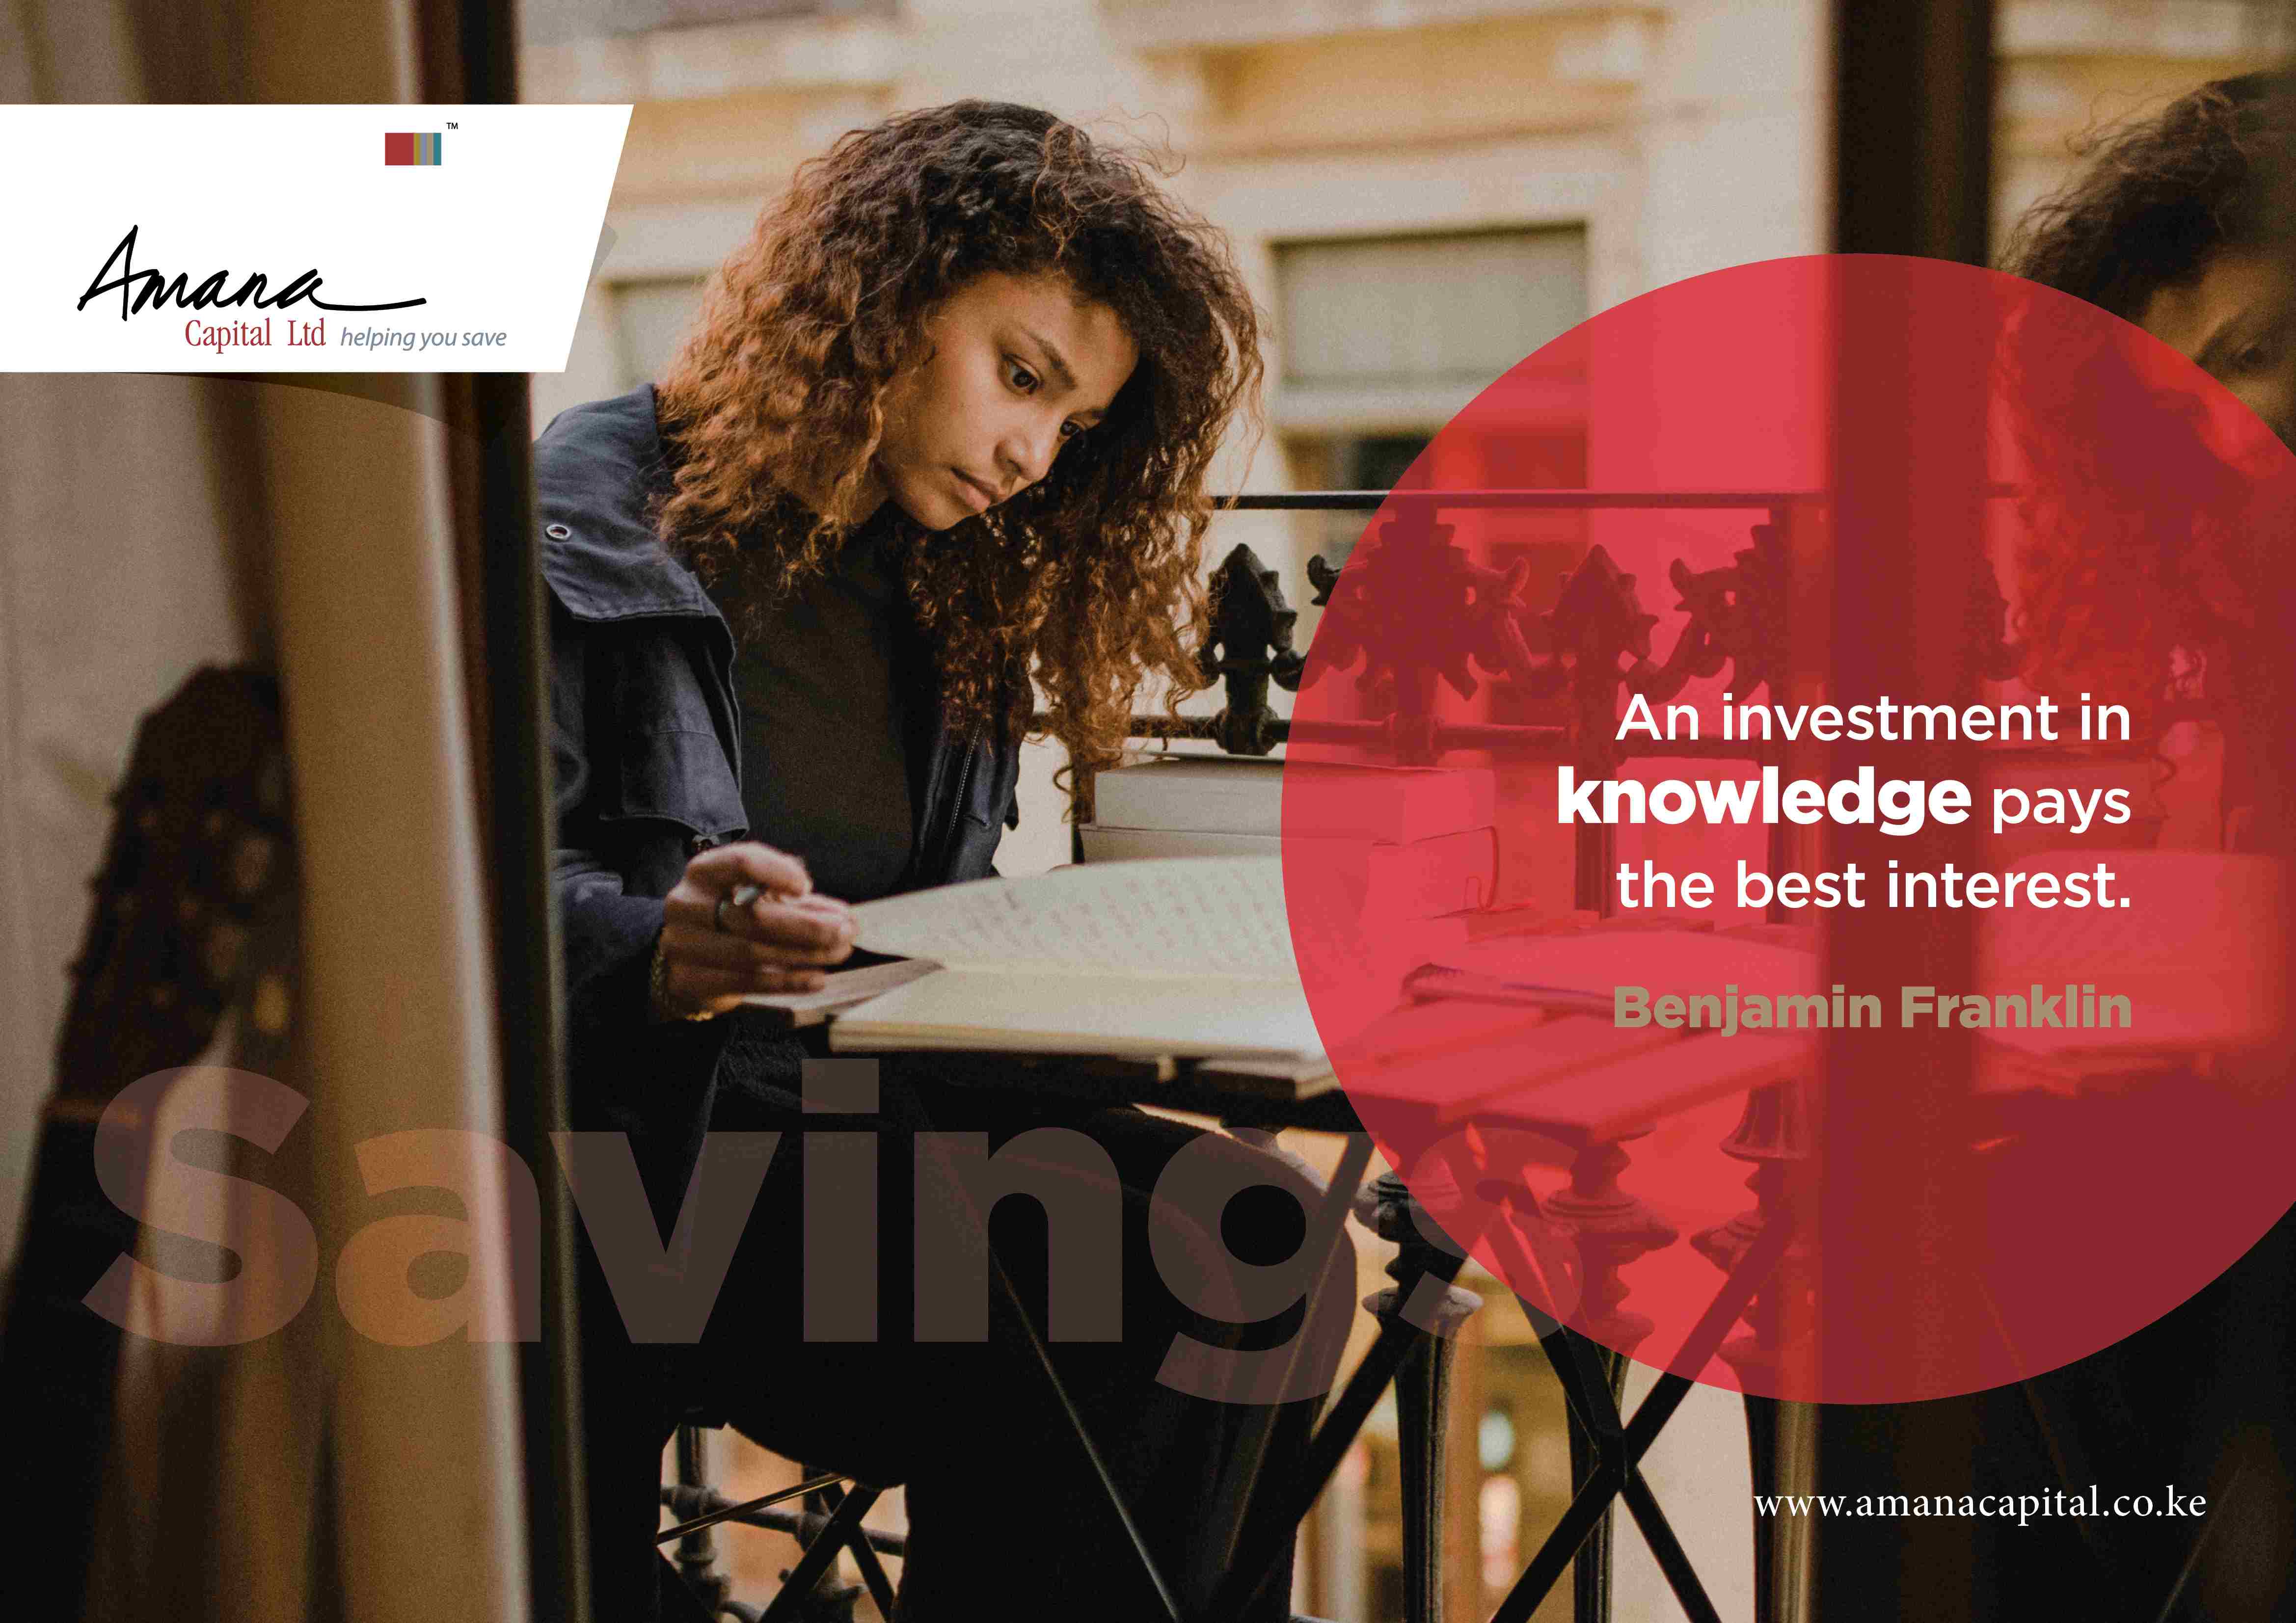 TM
Amana
Capital Ltd helping you save
An investment in
knowledge pays
the best interest.
Benjamin Franklin
Savings
www.amanacapital.co.ke